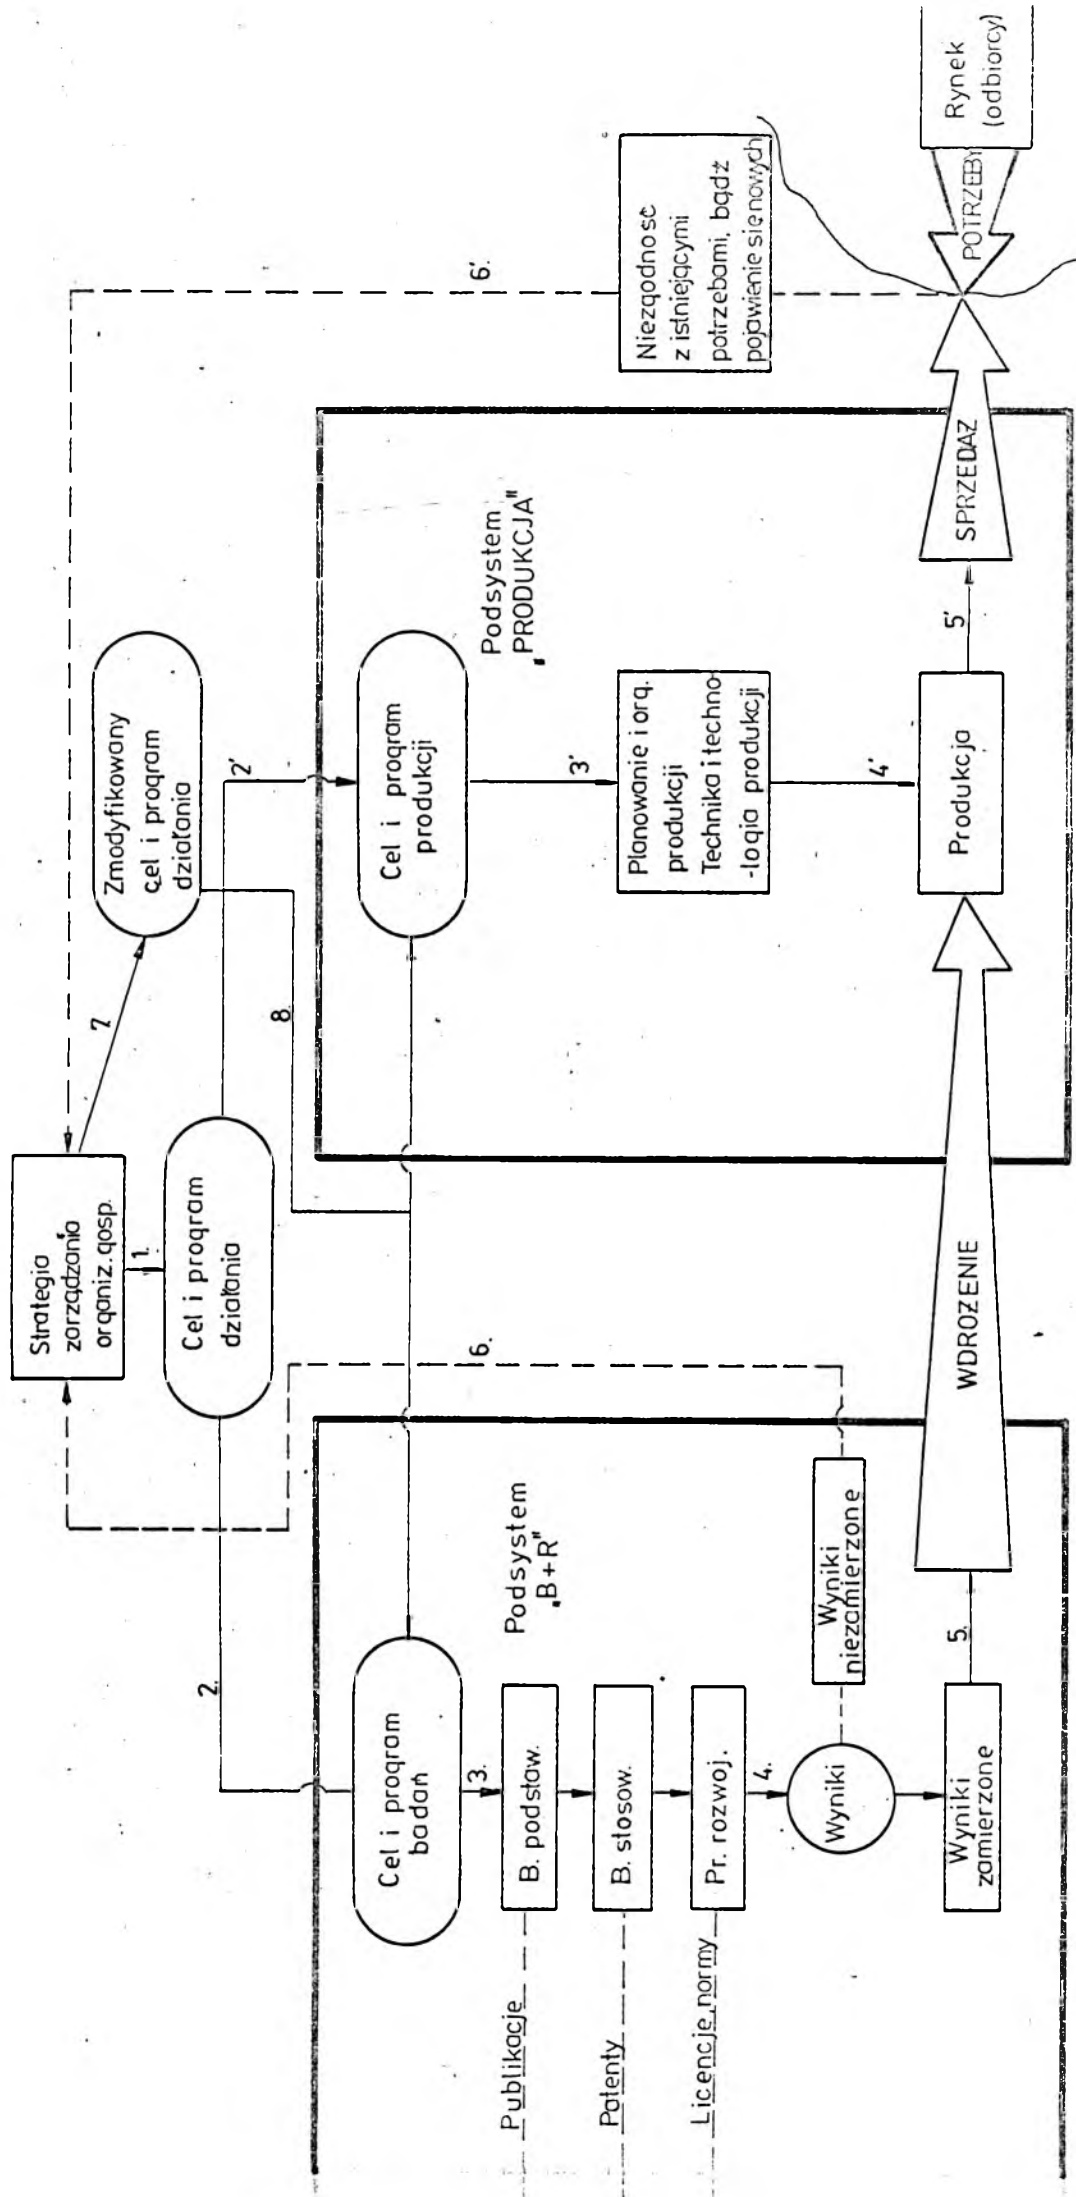 Strategia
zarządzania
organiz. gosp.
1.
7.
Cel i program
działania
Zmodyfikowany
cel i program
działania
2.
2'
6.
8.
6'.
Podsystem
„B+R"
Cel i program
badań
3.
B. podstaw.
B. stosow.
Pr. rozwoj.
4.
Wyniki
Wyniki
niezamierzone
Wyniki
zamierzone
5.
Publikacje
Patenty
Licencje, normy
WDROŻENIE
Podsystem
„PRODUKCJA"
Cel i program
produkcji
3'
Planowanie i org.
produkcji
Technika i techno-
-logia produkcji
4'
Produkcja
5'
SPRZEDAŻ
Niezgodność
z istniejącymi
potrzebami, bądź
pojawienie się nowych
POTRZEBY
Rynek
(odbiorcy)